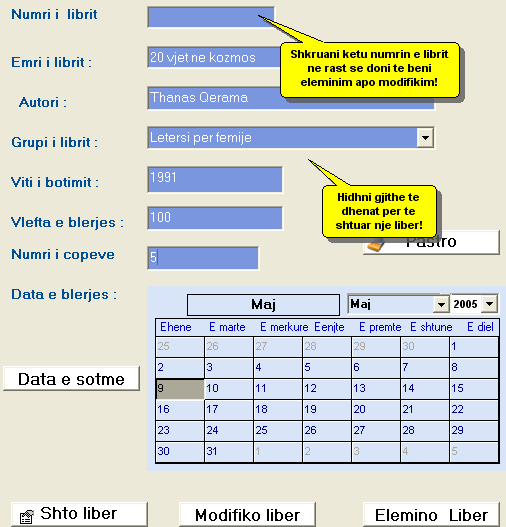 Numri i librit
Shkruani ketu numrin e librit
ne rast se doni te beni
eleminim apo modifikim!
Emri i librit :
20 vjet ne kozmos
Autori :
Thanas Qerama
Grupi i librit :
Letersi per femije
Viti i botimit :
1991
Hidhni gjithe te
dhenat per te
shtuar nje liber!
Vlefta e blerjes :
100
Pastro
Numri i copeve
5
Data e blerjes :
Maj
Maj 2005
Ehene E marte E merkure Eenjte E premte E shtune E diel
25 26 27 28 29 30 1
2 3 4 5 6 7 8
9 10 11 12 13 14 15
16 17 18 19 20 21 22
23 24 25 26 27 28 29
30 31 1 2 3 4 5
Data e sotme
Shto liber
Modifiko liber
Elemino Liber